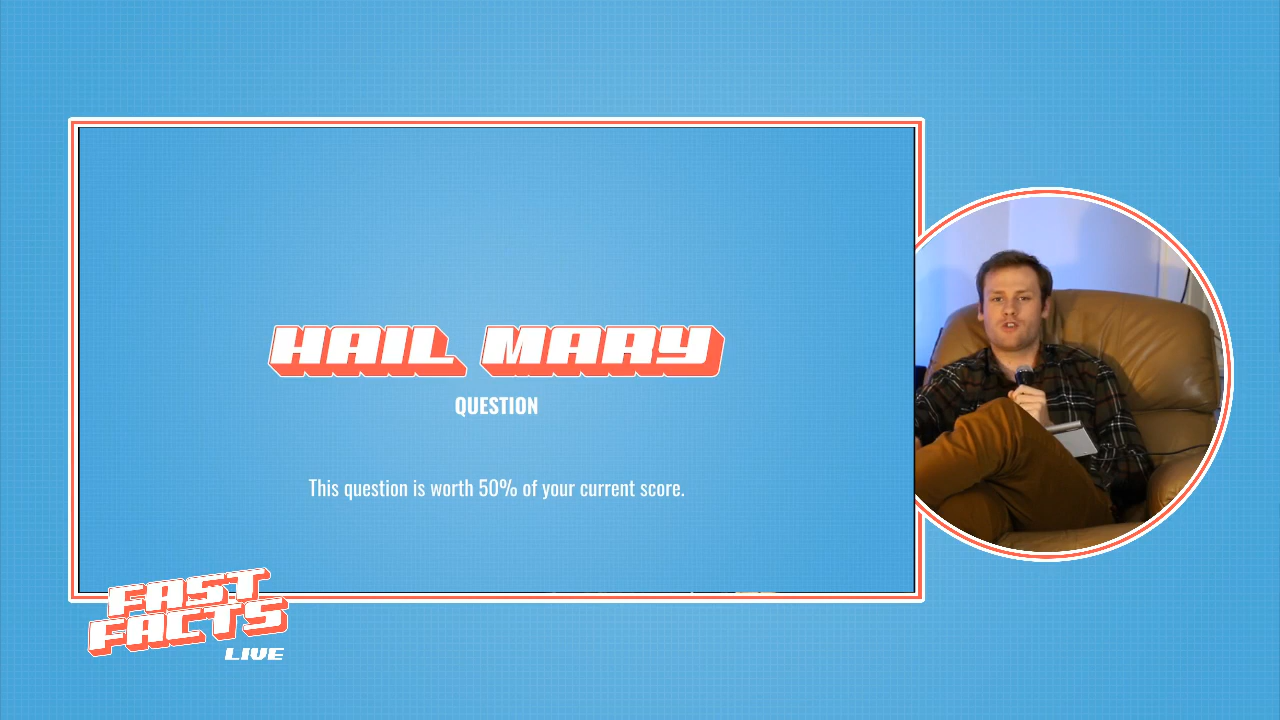 HAIL MARY
QUESTION
This question is worth 50% of your current score.
FAST
FACTS
LIVE